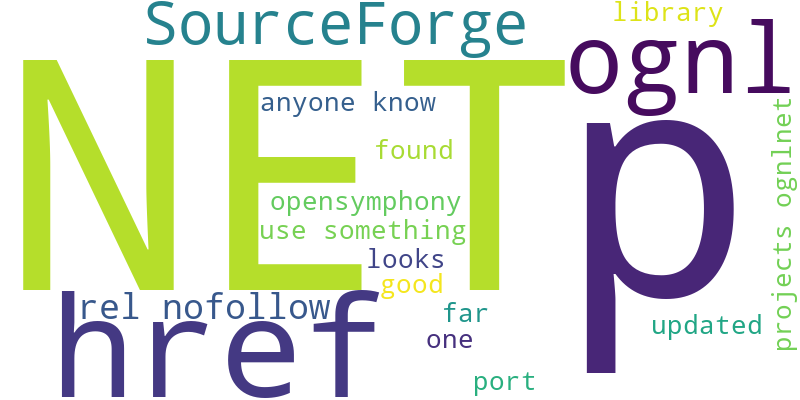 SourceForge
library
ognl
NET
p
anyone know
found
opensymphony
use something
looks
good
rel nofollow
href
far
one
updated
port
projects ognlnet